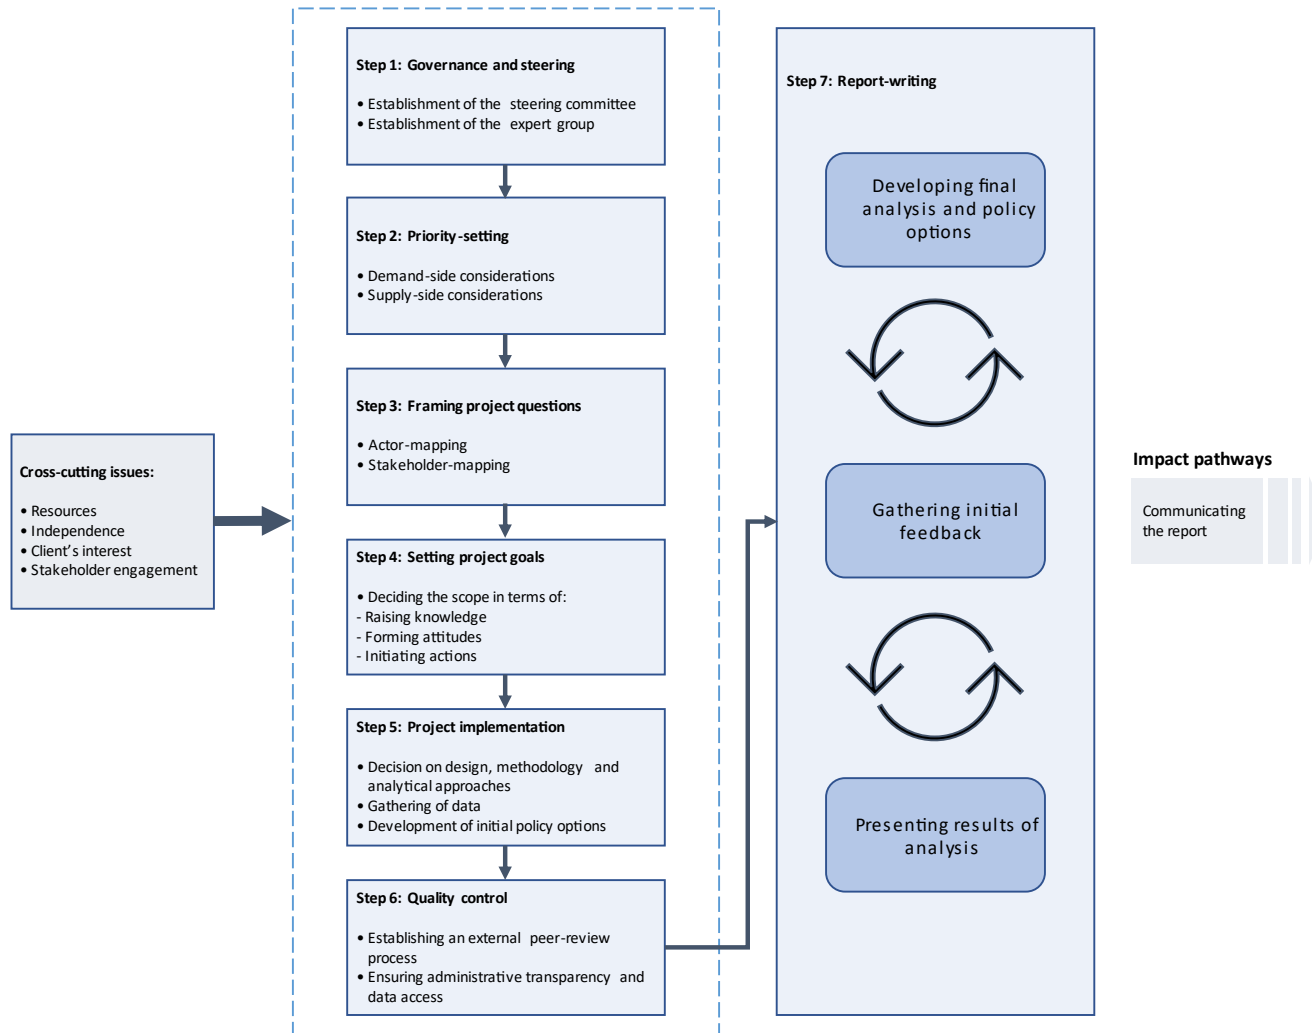 Cross-cutting issues:
• Resources
• Independence
• Client's interest
• Stakeholder engagement
Step 1: Governance and steering
• Establishment of the steering committee
• Establishment of the expert group
Step 2: Priority-setting
• Demand-side considerations
• Supply-side considerations
Step 3: Framing project questions
• Actor-mapping
• Stakeholder-mapping
Step 4: Setting project goals
• Deciding the scope in terms of:
- Raising knowledge
- Forming attitudes
- Initiating actions
Step 5: Project implementation
• Decision on design, methodology and
analytical approaches
• Gathering of data
• Development of initial policy options
Step 6: Quality control
• Establishing an external peer-review
process
• Ensuring administrative transparency and
data access
Step 7: Report-writing
Developing final
analysis and policy
options
Gathering initial
feedback
Presenting results of
analysis
Impact pathways
Communicating
the report